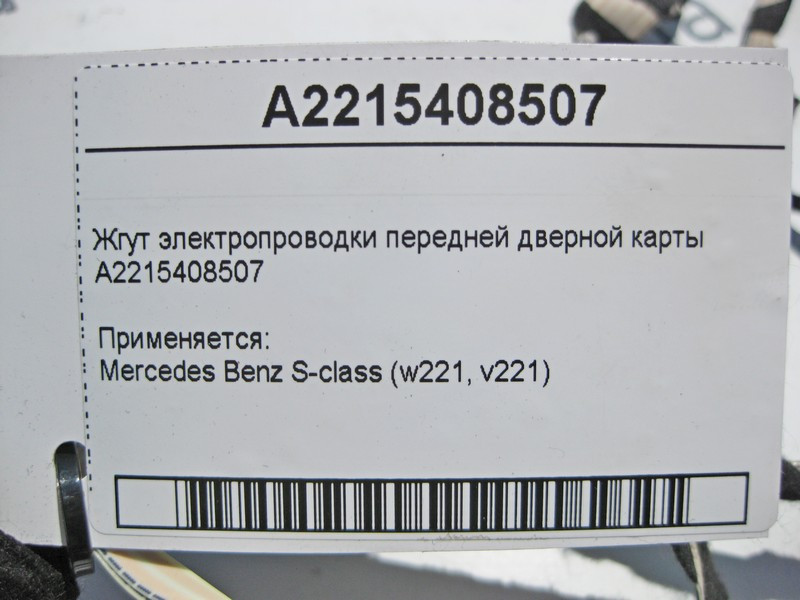 A2215408507
Жгут электропроводки передней дверной карты
A2215408507
Применяется:
Mercedes Benz S-class (w221, v221)